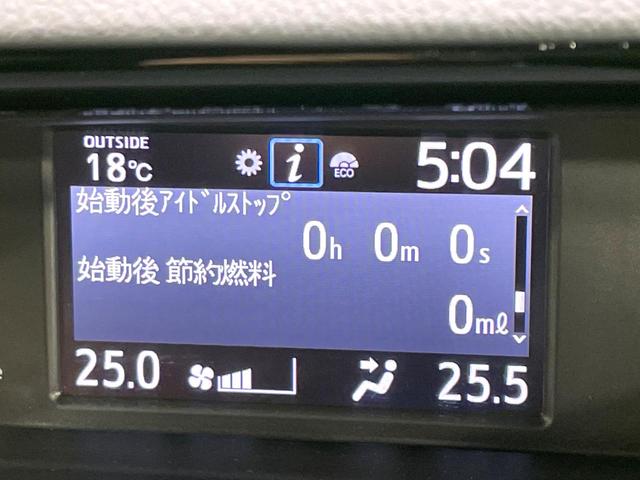 OUTSIDE
18℃
i
ECO
5:04
始動後ｱｲﾄﾞﾙｽﾄｯﾌﾟ
0h 0m 0s
始動後 節約燃料
0mℓ
25.0
25.5